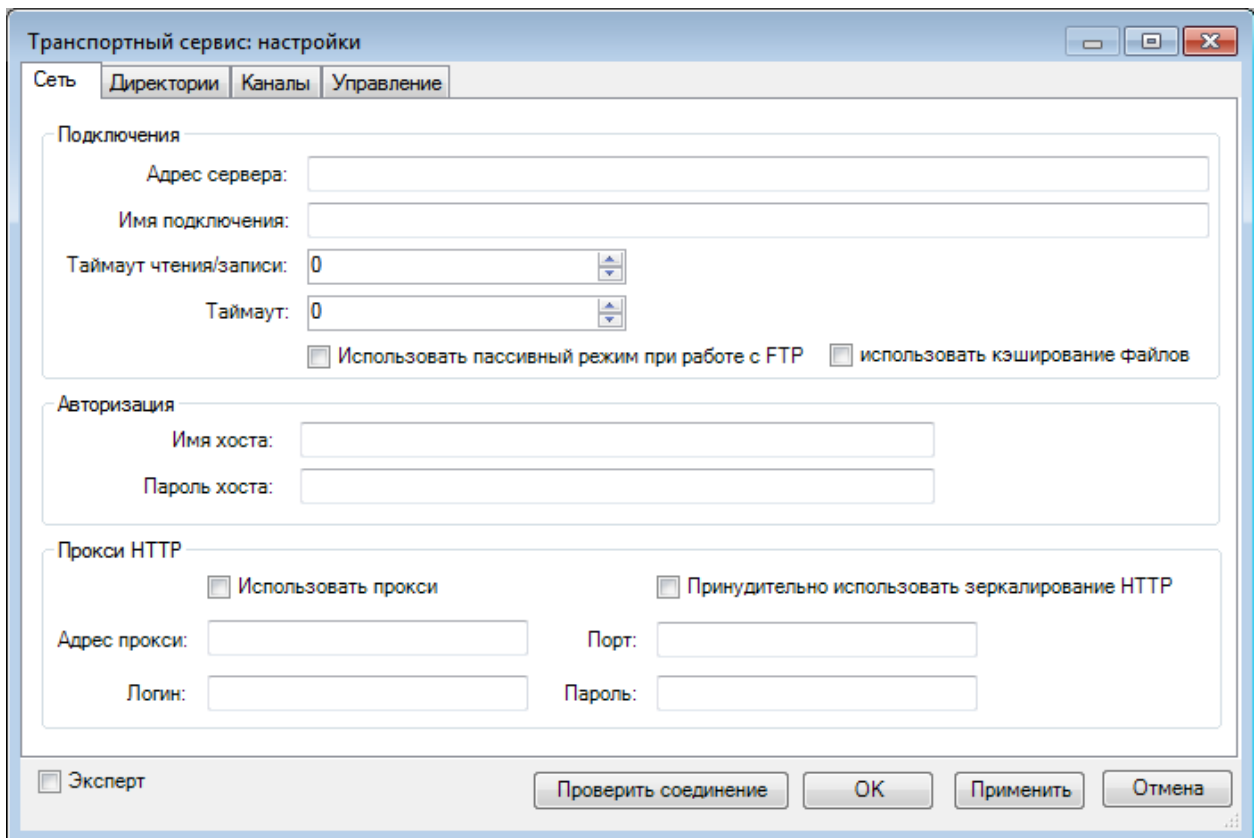 Транспортный сервис: настройки
Сеть Директории Каналы Управление
Подключения
Адрес сервера:
Имя подключения:
Таймаут чтения/записи: 0
Таймаут: 0
Использовать пассивный режим при работе с FTP использовать кэширование файлов
Авторизация
Имя хоста:
Пароль хоста:
Прокси HTTP
Использовать прокси Принудительно использовать зеркалирование HTTP
Адрес прокси: Порт:
Логин: Пароль:
Эксперт Проверить соединение OK Применить Отмена